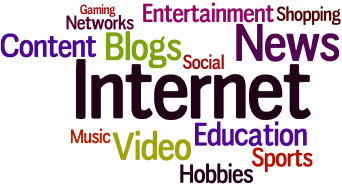 Gaming
Entertainment Shopping
Networks
Content Blogs News
Social
Internet
Music Video Education
Sports
Hobbies